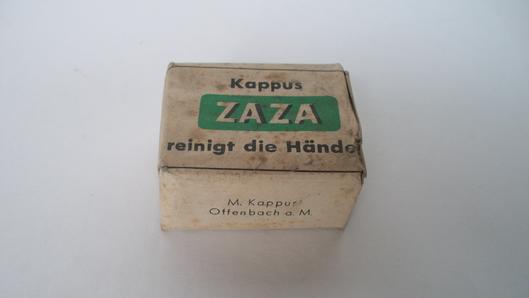 Kappus
ZAZA
reinigt die Hände
M. Kappus
Offenbach a. M.